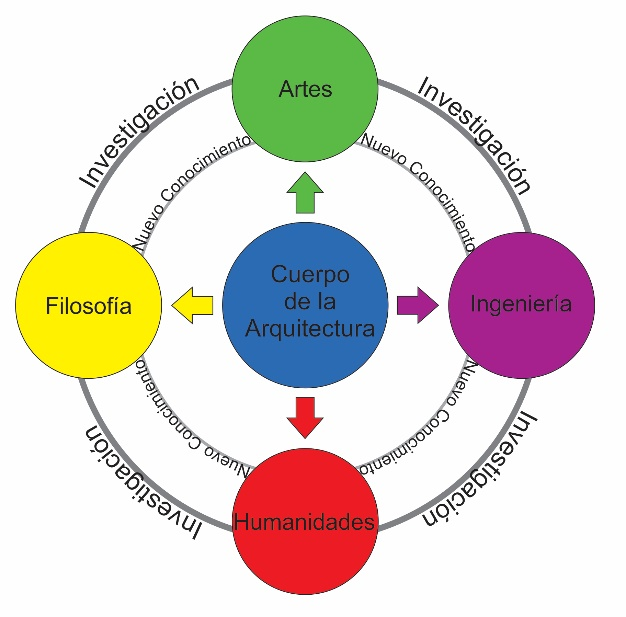 Artes
Investigación
Investigación
Nuevo Conocimiento
Nuevo Conocimiento
Filosofía
Cuerpo
de la
Arquitectura
Ingeniería
Nuevo Conocimiento
Nuevo Conocimiento
Investigación
Investigación
Humanidades